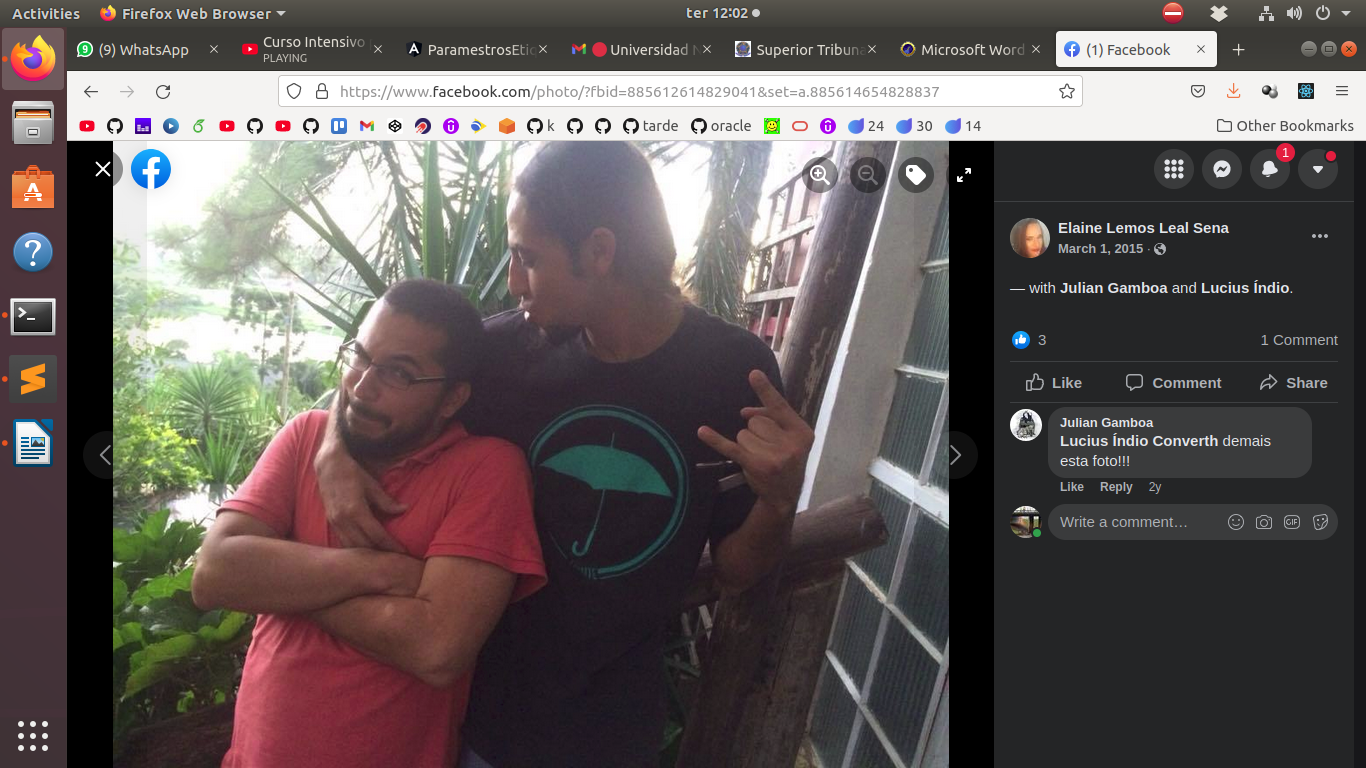 Activities
Firefox Web Browser
ter 12:02
(9) WhatsApp
Curso Intensivo
PLAYING
ParamestrosEtiq
Universidad N
Superior Tribuna
Microsoft Word
(1) Facebook
https://www.facebook.com/photo/?fbid=885612614829041&set=a.885614654828837
k
tarde
oracle
24
30
14
Other Bookmarks
1
Elaine Lemos Leal Sena
March 1, 2015 ·
— with Julian Gamboa and Lucius Índio.
3
1 Comment
Like
Comment
Share
Julian Gamboa
Lucius Índio Converth demais
esta foto!!!
Like
Reply
2y
Write a comment…
GIF